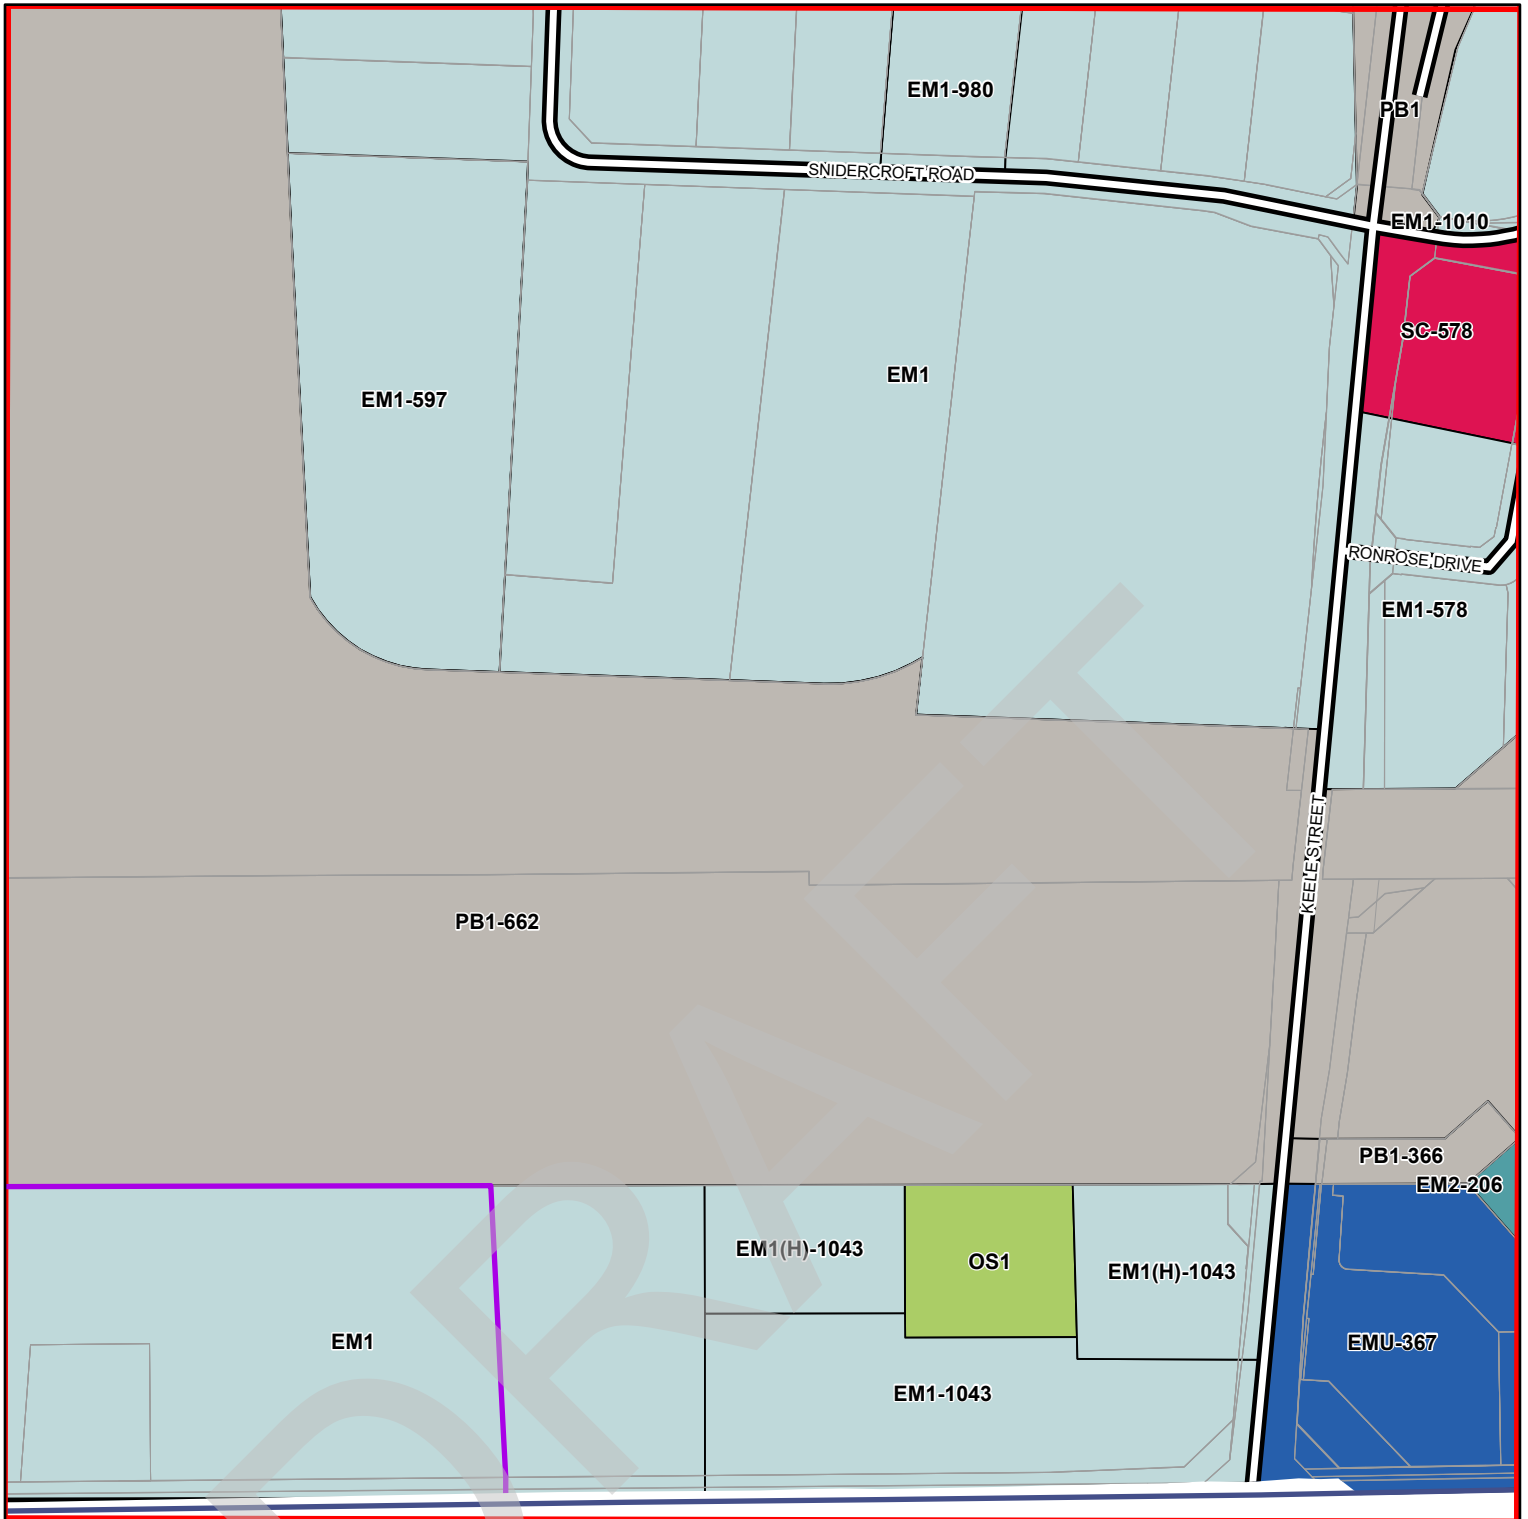 EM1-980
PB1
SNIDERCROFT ROAD
EM1-1010
SC-578
EM1
EM1-597
RONROSE DRIVE
EM1-578
KEELE STREET
PB1-662
PB1-366
EM2-206
EM1(H)-1043
OS1
EM1(H)-1043
EM1
EMU-367
EM1-1043
DRAFT